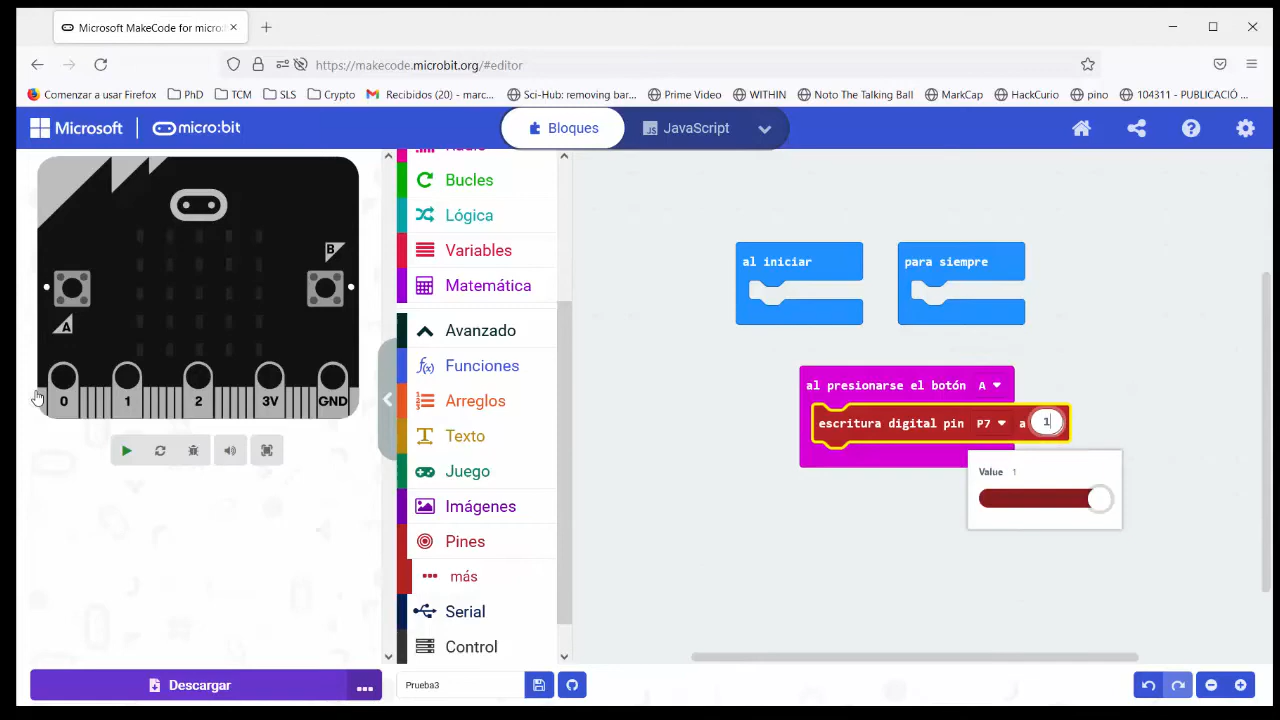 Microsoft MakeCode for micro:
https://makecode.microbit.org/#editor
Comenzar a usar Firefox
PhD
TCM
SLS
Crypto
Recibidos (20) - marc...
Sci-Hub: removing bar...
Prime Video
WITHIN
Noto The Talking Ball
MarkCap
HackCurio
pino
104311 - PUBLICACIÓ ...
Microsoft
micro:bit
Bloques
JS
JavaScript
B
A
0
1
2
3V
GND
Bucles
Lógica
Variables
Matemática
Avanzado
Funciones
Arreglos
Texto
Juego
Imágenes
Pines
más
Serial
Control
al iniciar
para siempre
al presionarse el botón A
escritura digital pin P7 a 1
Value 1
Descargar
...
Prueba3